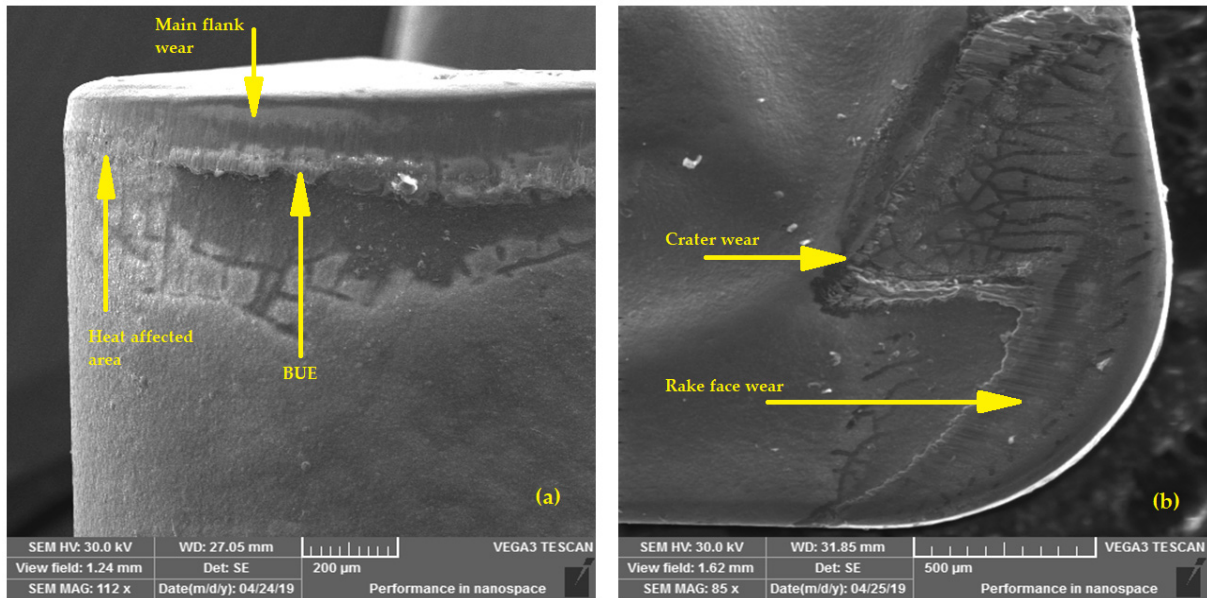 Main flank
wear
Heat affected
area
BUE
(a)
SEM HV: 30.0 kV
WD: 27.05 mm
VEGA3 TESCAN
View field: 1.24 mm
Det: SE
200 µm
SEM MAG: 112 x
Date(m/d/y): 04/24/19
Performance in nanospace
Crater wear
Rake face wear
(b)
SEM HV: 30.0 kV
WD: 31.85 mm
VEGA3 TESCAN
View field: 1.62 mm
Det: SE
500 µm
SEM MAG: 85 x
Date(m/d/y): 04/25/19
Performance in nanospace